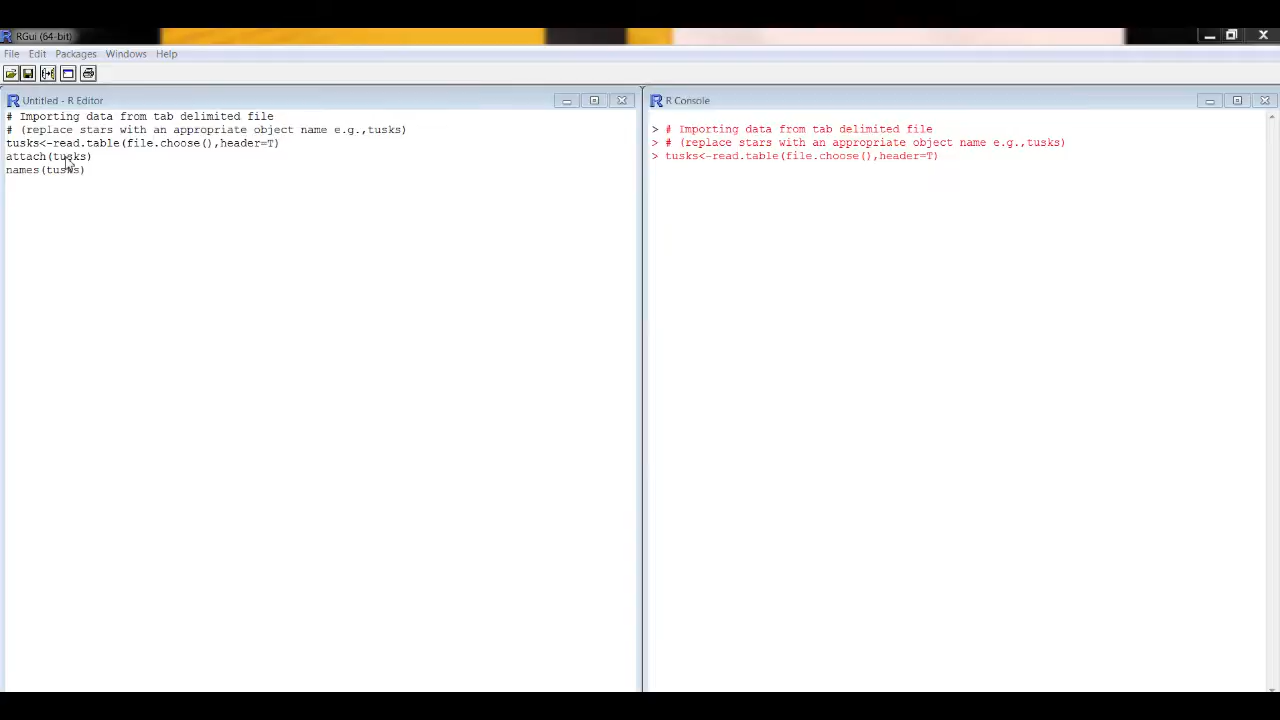 RGui (64-bit)
File Edit Packages Windows Help
Untitled - R Editor
# Importing data from tab delimited file
# (replace stars with an appropriate object name e.g.,tusks)
tusks<-read.table(file.choose(),header=T)
attach(tusks)
names(tusks)
R Console
> # Importing data from tab delimited file
> # (replace stars with an appropriate object name e.g.,tusks)
> tusks<-read.table(file.choose(),header=T)